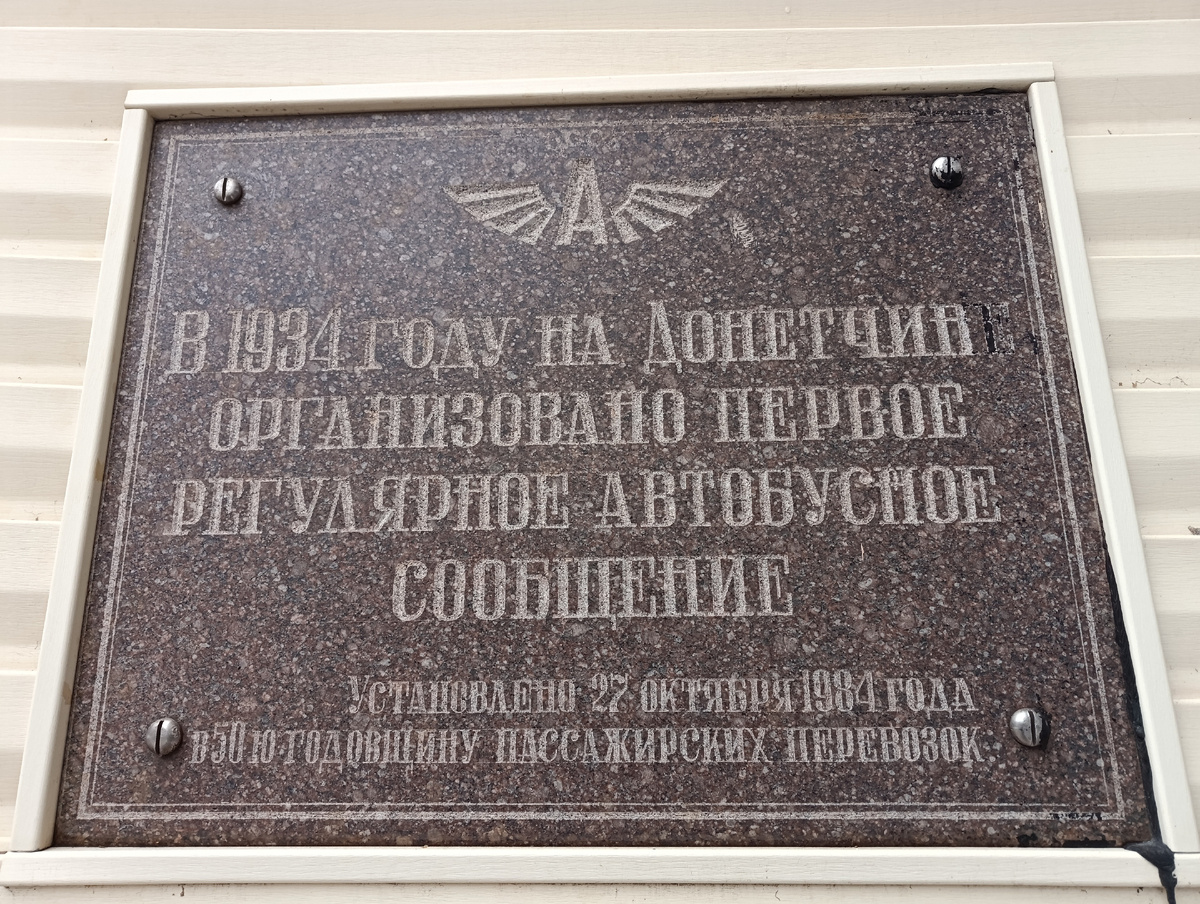 А
В 1934 ГОДУ НА ДОНЕТЧИНЕ
ОРГАНИЗОВАНО ПЕРВОЕ
РЕГУЛЯРНОЕ АВТОБУСНОЕ
СООБЩЕНИЕ
УСТАНОВЛЕНО 27 ОКТЯБРЯ 1984 ГОДА
В 50 Ю ГОДОВЩИНУ ПАССАЖИРСКИХ ПЕРЕВОЗОК.